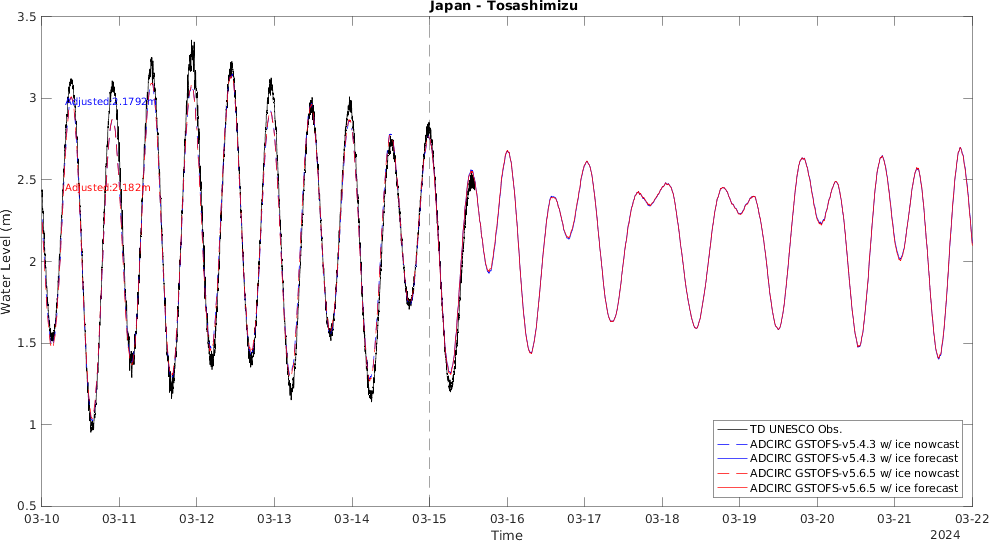 Japan - Tosashimizu
3.5
3
2.5
2
1.5
1
0.5
Water Level (m)
Adjusted:2.1792m
Adjusted:2.182m
TD UNESCO Obs.
ADCIRC GSTOFS-v5.4.3 w/ ice nowcast
ADCIRC GSTOFS-v5.4.3 w/ ice forecast
ADCIRC GSTOFS-v5.6.5 w/ ice nowcast
ADCIRC GSTOFS-v5.6.5 w/ ice forecast
03-10 03-11 03-12 03-13 03-14 03-15 03-16 03-17 03-18 03-19 03-20 03-21 03-22
Time
2024